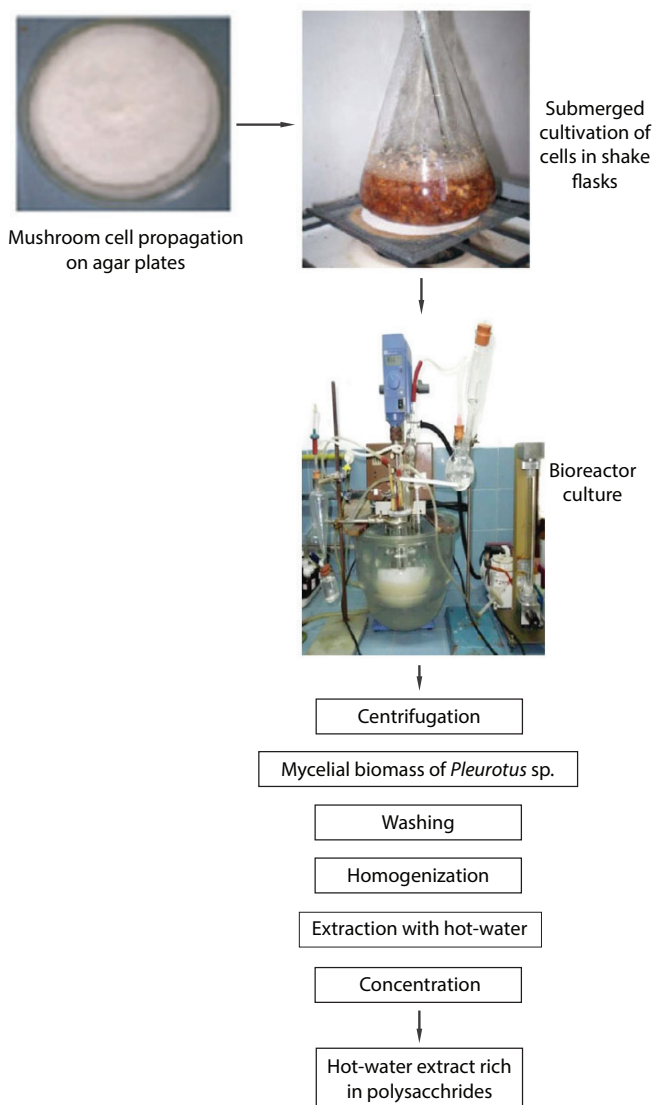 Submerged
cultivation of
cells in shake
flasks
Mushroom cell propagation
on agar plates
Bioreactor
culture
Centrifugation
Mycelial biomass of Pleurotus sp.
Washing
Homogenization
Extraction with hot-water
Concentration
Hot-water extract rich
in polysacchrides